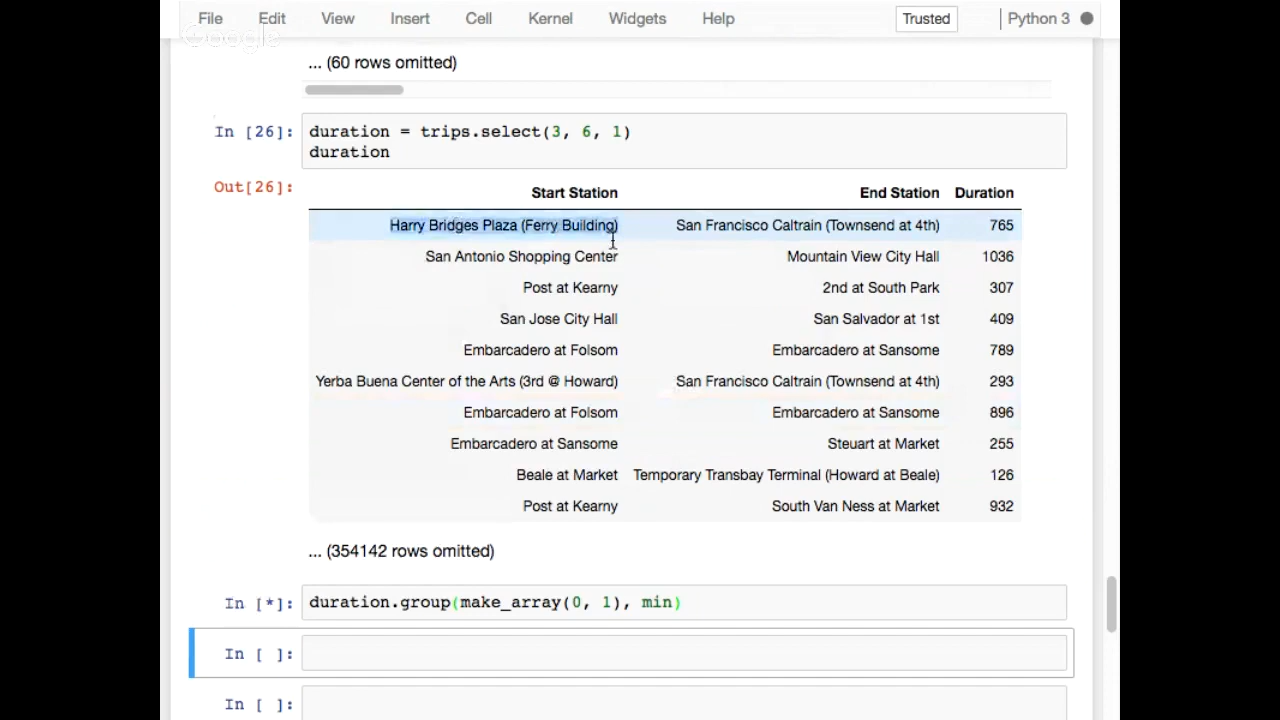 File Edit View Insert Cell Kernel Widgets Help Trusted Python 3
Google
... (60 rows omitted)
In [26]: duration = trips.select(3, 6, 1)
duration
Out[26]:
Start Station End Station Duration
Harry Bridges Plaza (Ferry Building) San Francisco Caltrain (Townsend at 4th) 765
San Antonio Shopping Center Mountain View City Hall 1036
Post at Kearny 2nd at South Park 307
San Jose City Hall San Salvador at 1st 409
Embarcadero at Folsom Embarcadero at Sansome 789
Yerba Buena Center of the Arts (3rd @ Howard) San Francisco Caltrain (Townsend at 4th) 293
Embarcadero at Folsom Embarcadero at Sansome 896
Embarcadero at Sansome Steuart at Market 255
Beale at Market Temporary Transbay Terminal (Howard at Beale) 126
Post at Kearny South Van Ness at Market 932
... (354142 rows omitted)
In [*]: duration.group(make_array(0, 1), min)
In [ ]:
In [ ]: